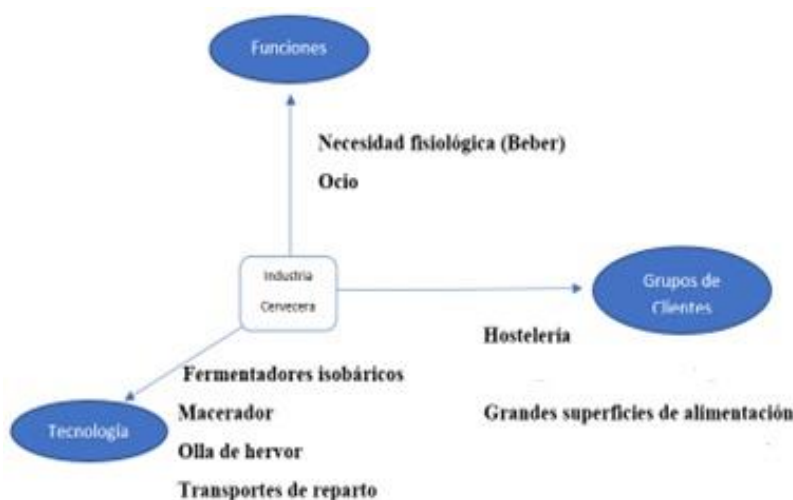 Funciones
Necesidad fisiológica (Beber)
Ocio
Industria
Cervecera
Grupos de
Clientes
Hostelería
Grandes superficies de alimentación
Tecnología
Fermentadores isobáricos
Macerador
Olla de hervor
Transportes de reparto